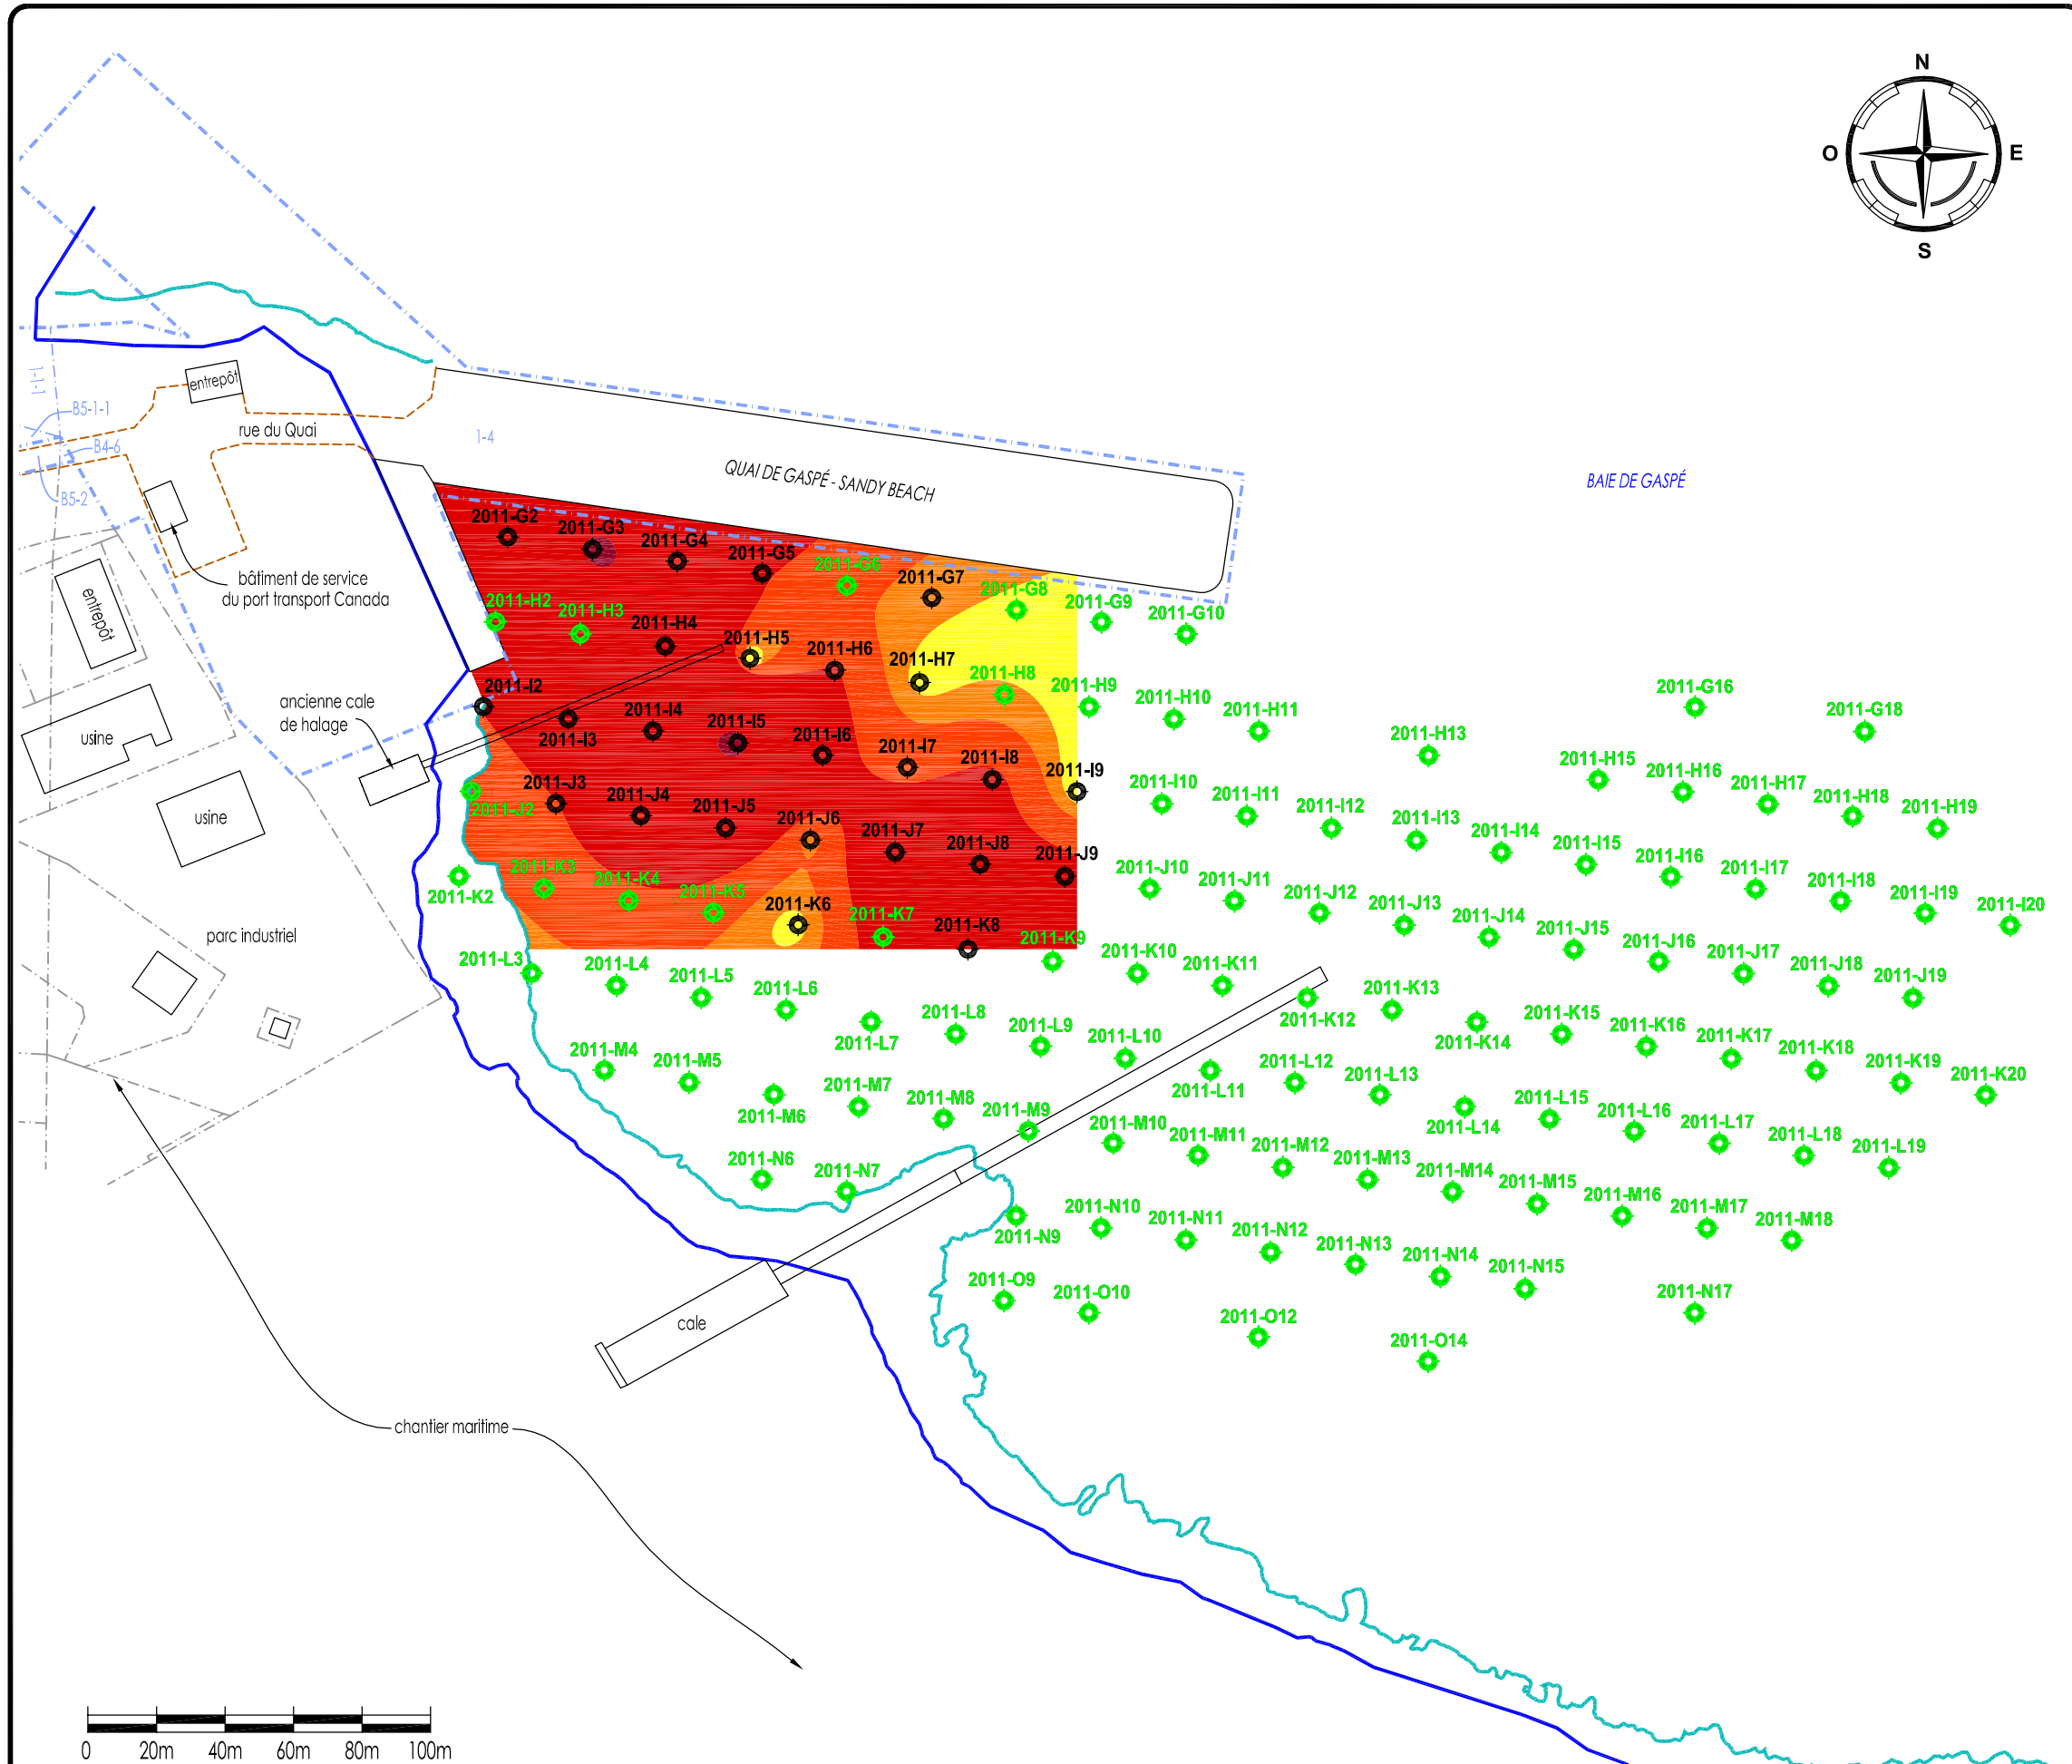 N
O
E
S
entrepôt
1-1-1
B5-1-1
rue du Quai
B4-6
1-4
B5-2
QUAI DE GASPÉ - SANDY BEACH
BAIE DE GASPÉ
bâtiment de service
du port transport Canada
entrepôt
2011-G2
2011-G3
2011-G4
2011-G5
2011-G6
2011-G7
2011-G8
2011-G9
2011-G10
2011-G16
2011-G18
2011-H2
2011-H3
2011-H4
2011-H5
2011-H6
2011-H7
2011-H8
2011-H9
2011-H10
2011-H11
2011-H13
2011-H15
2011-H16
2011-H17
2011-H18
2011-H19
ancienne cale
de halage
usine
usine
2011-I2
2011-I3
2011-I4
2011-I5
2011-I6
2011-I7
2011-I8
2011-I9
2011-I10
2011-I11
2011-I12
2011-I13
2011-I14
2011-I15
2011-I16
2011-I17
2011-I18
2011-I19
2011-I20
2011-J2
2011-J3
2011-J4
2011-J5
2011-J6
2011-J7
2011-J8
2011-J9
2011-J10
2011-J11
2011-J12
2011-J13
2011-J14
2011-J15
2011-J16
2011-J17
2011-J18
2011-J19
2011-K2
2011-K3
2011-K4
2011-K5
2011-K6
2011-K7
2011-K8
2011-K9
2011-K10
2011-K11
2011-K12
2011-K13
2011-K14
2011-K15
2011-K16
2011-K17
2011-K18
2011-K19
2011-K20
parc industriel
2011-L3
2011-L4
2011-L5
2011-L6
2011-L7
2011-L8
2011-L9
2011-L10
2011-L11
2011-L12
2011-L13
2011-L14
2011-L15
2011-L16
2011-L17
2011-L18
2011-L19
2011-M4
2011-M5
2011-M6
2011-M7
2011-M8
2011-M9
2011-M10
2011-M11
2011-M12
2011-M13
2011-M14
2011-M15
2011-M16
2011-M17
2011-M18
2011-N6
2011-N7
2011-N9
2011-N10
2011-N11
2011-N12
2011-N13
2011-N14
2011-N15
2011-N17
2011-O9
2011-O10
2011-O12
2011-O14
cale
chantier maritime
0 20m 40m 60m 80m 100m